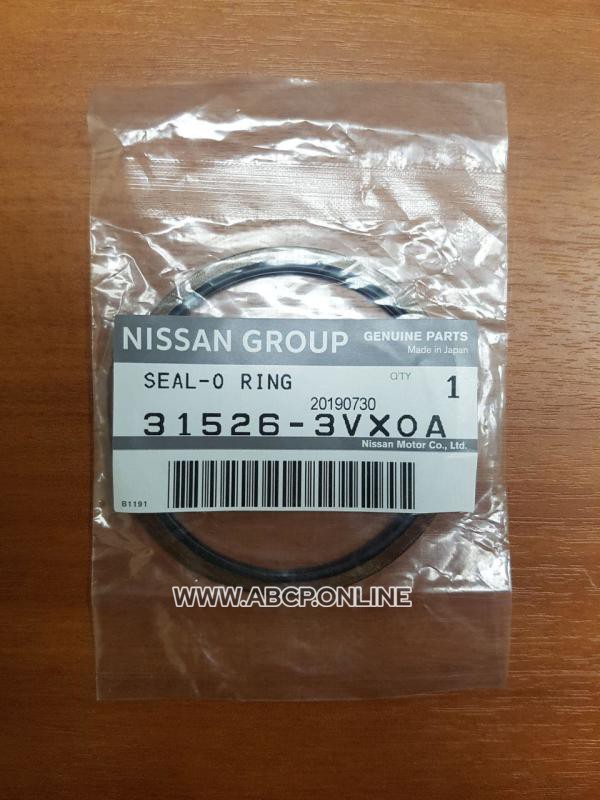 NISSAN GROUP
GENUINE PARTS
Made in Japan
SEAL-O RING
Q'TY
1
20190730
31526-3VX0A
Nissan Motor Co., Ltd.
B1191
WWW.ABCP.ONLINE